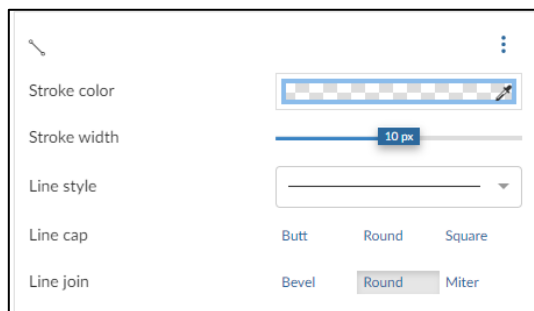 Stroke color
Stroke width 10 px
Line style
Line cap Butt Round Square
Line join Bevel Round Miter